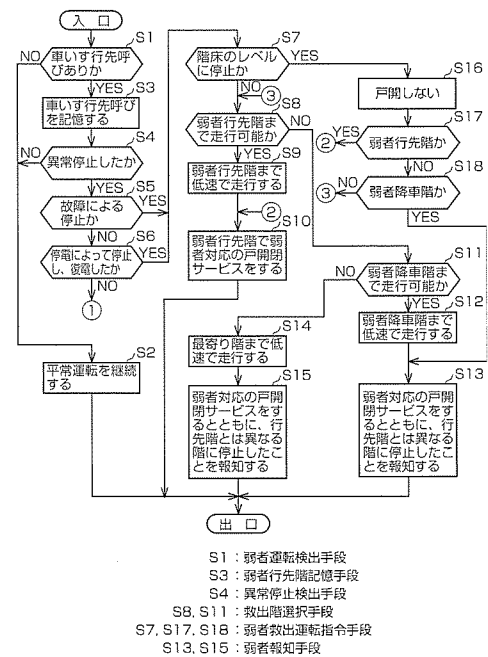 入 口
S1
車いす行先呼
びありか
NO
YES
S3
車いす行先呼び
を記憶する
S4
異常停止したか
NO
YES
S5
故障による
停止か
YES
NO
S6
停電によって停止
し、復電したか
YES
NO
①
S2
平常運転を継続
する
S7
階床のレベル
に停止か
YES
NO
③
S8
弱者行先階ま
で走行可能か
NO
YES
S9
弱者行先階まで
低速で走行する
②
S10
弱者行先階で弱
者対応の戸開閉
サービスをする
S16
戸開しない
S17
弱者行先階か
YES
②
NO
S18
弱者降車階か
NO
③
YES
S11
弱者降車階ま
で走行可能か
NO
YES
S12
弱者降車階まで
低速で走行する
S14
最寄り階まで低
速で走行する
S15
弱者対応の戸開
閉サービスをす
るとともに、行
先階とは異なる
階に停止したこ
とを報知する
S13
弱者対応の戸開
閉サービスをす
るとともに、行
先階とは異なる
階に停止したこ
とを報知する
出 口
S1：弱者運転検出手段
S3：弱者行先階記憶手段
S4：異常停止検出手段
S8, S11：救出階選択手段
S7, S17, S18：弱者救出運転指令手段
S13, S15：弱者報知手段